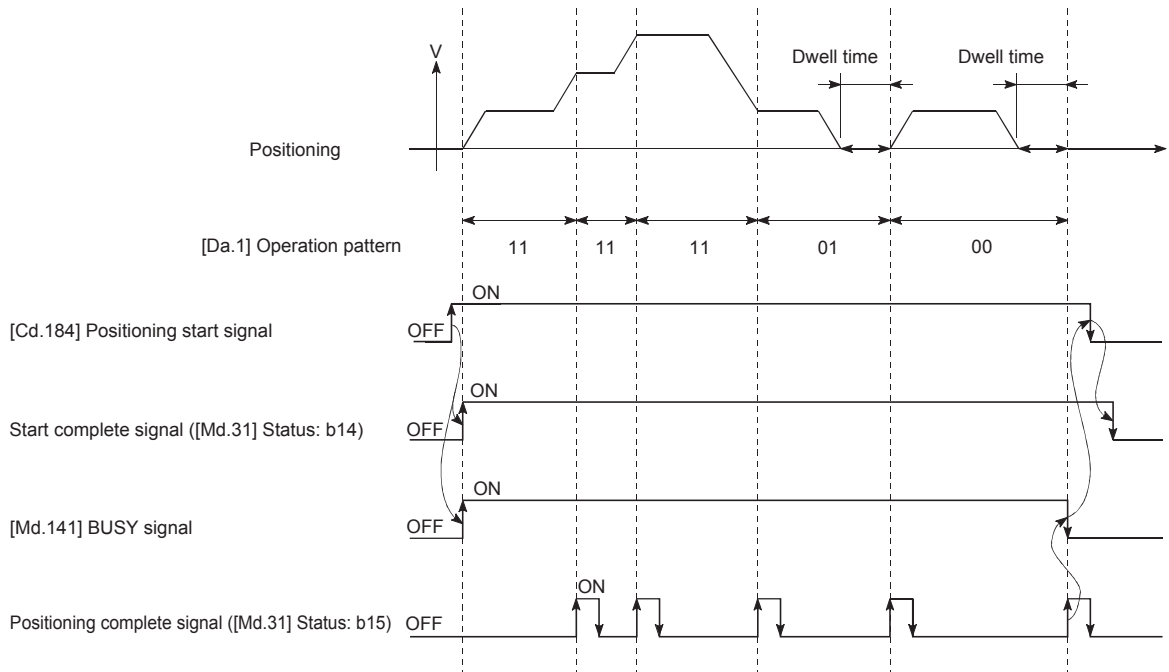 V
Dwell time Dwell time
Positioning
[Da.1] Operation pattern 11 11 11 01 00
ON
[Cd.184] Positioning start signal OFF
ON
Start complete signal ([Md.31] Status: b14) OFF
ON
[Md.141] BUSY signal OFF
ON
Positioning complete signal ([Md.31] Status: b15) OFF